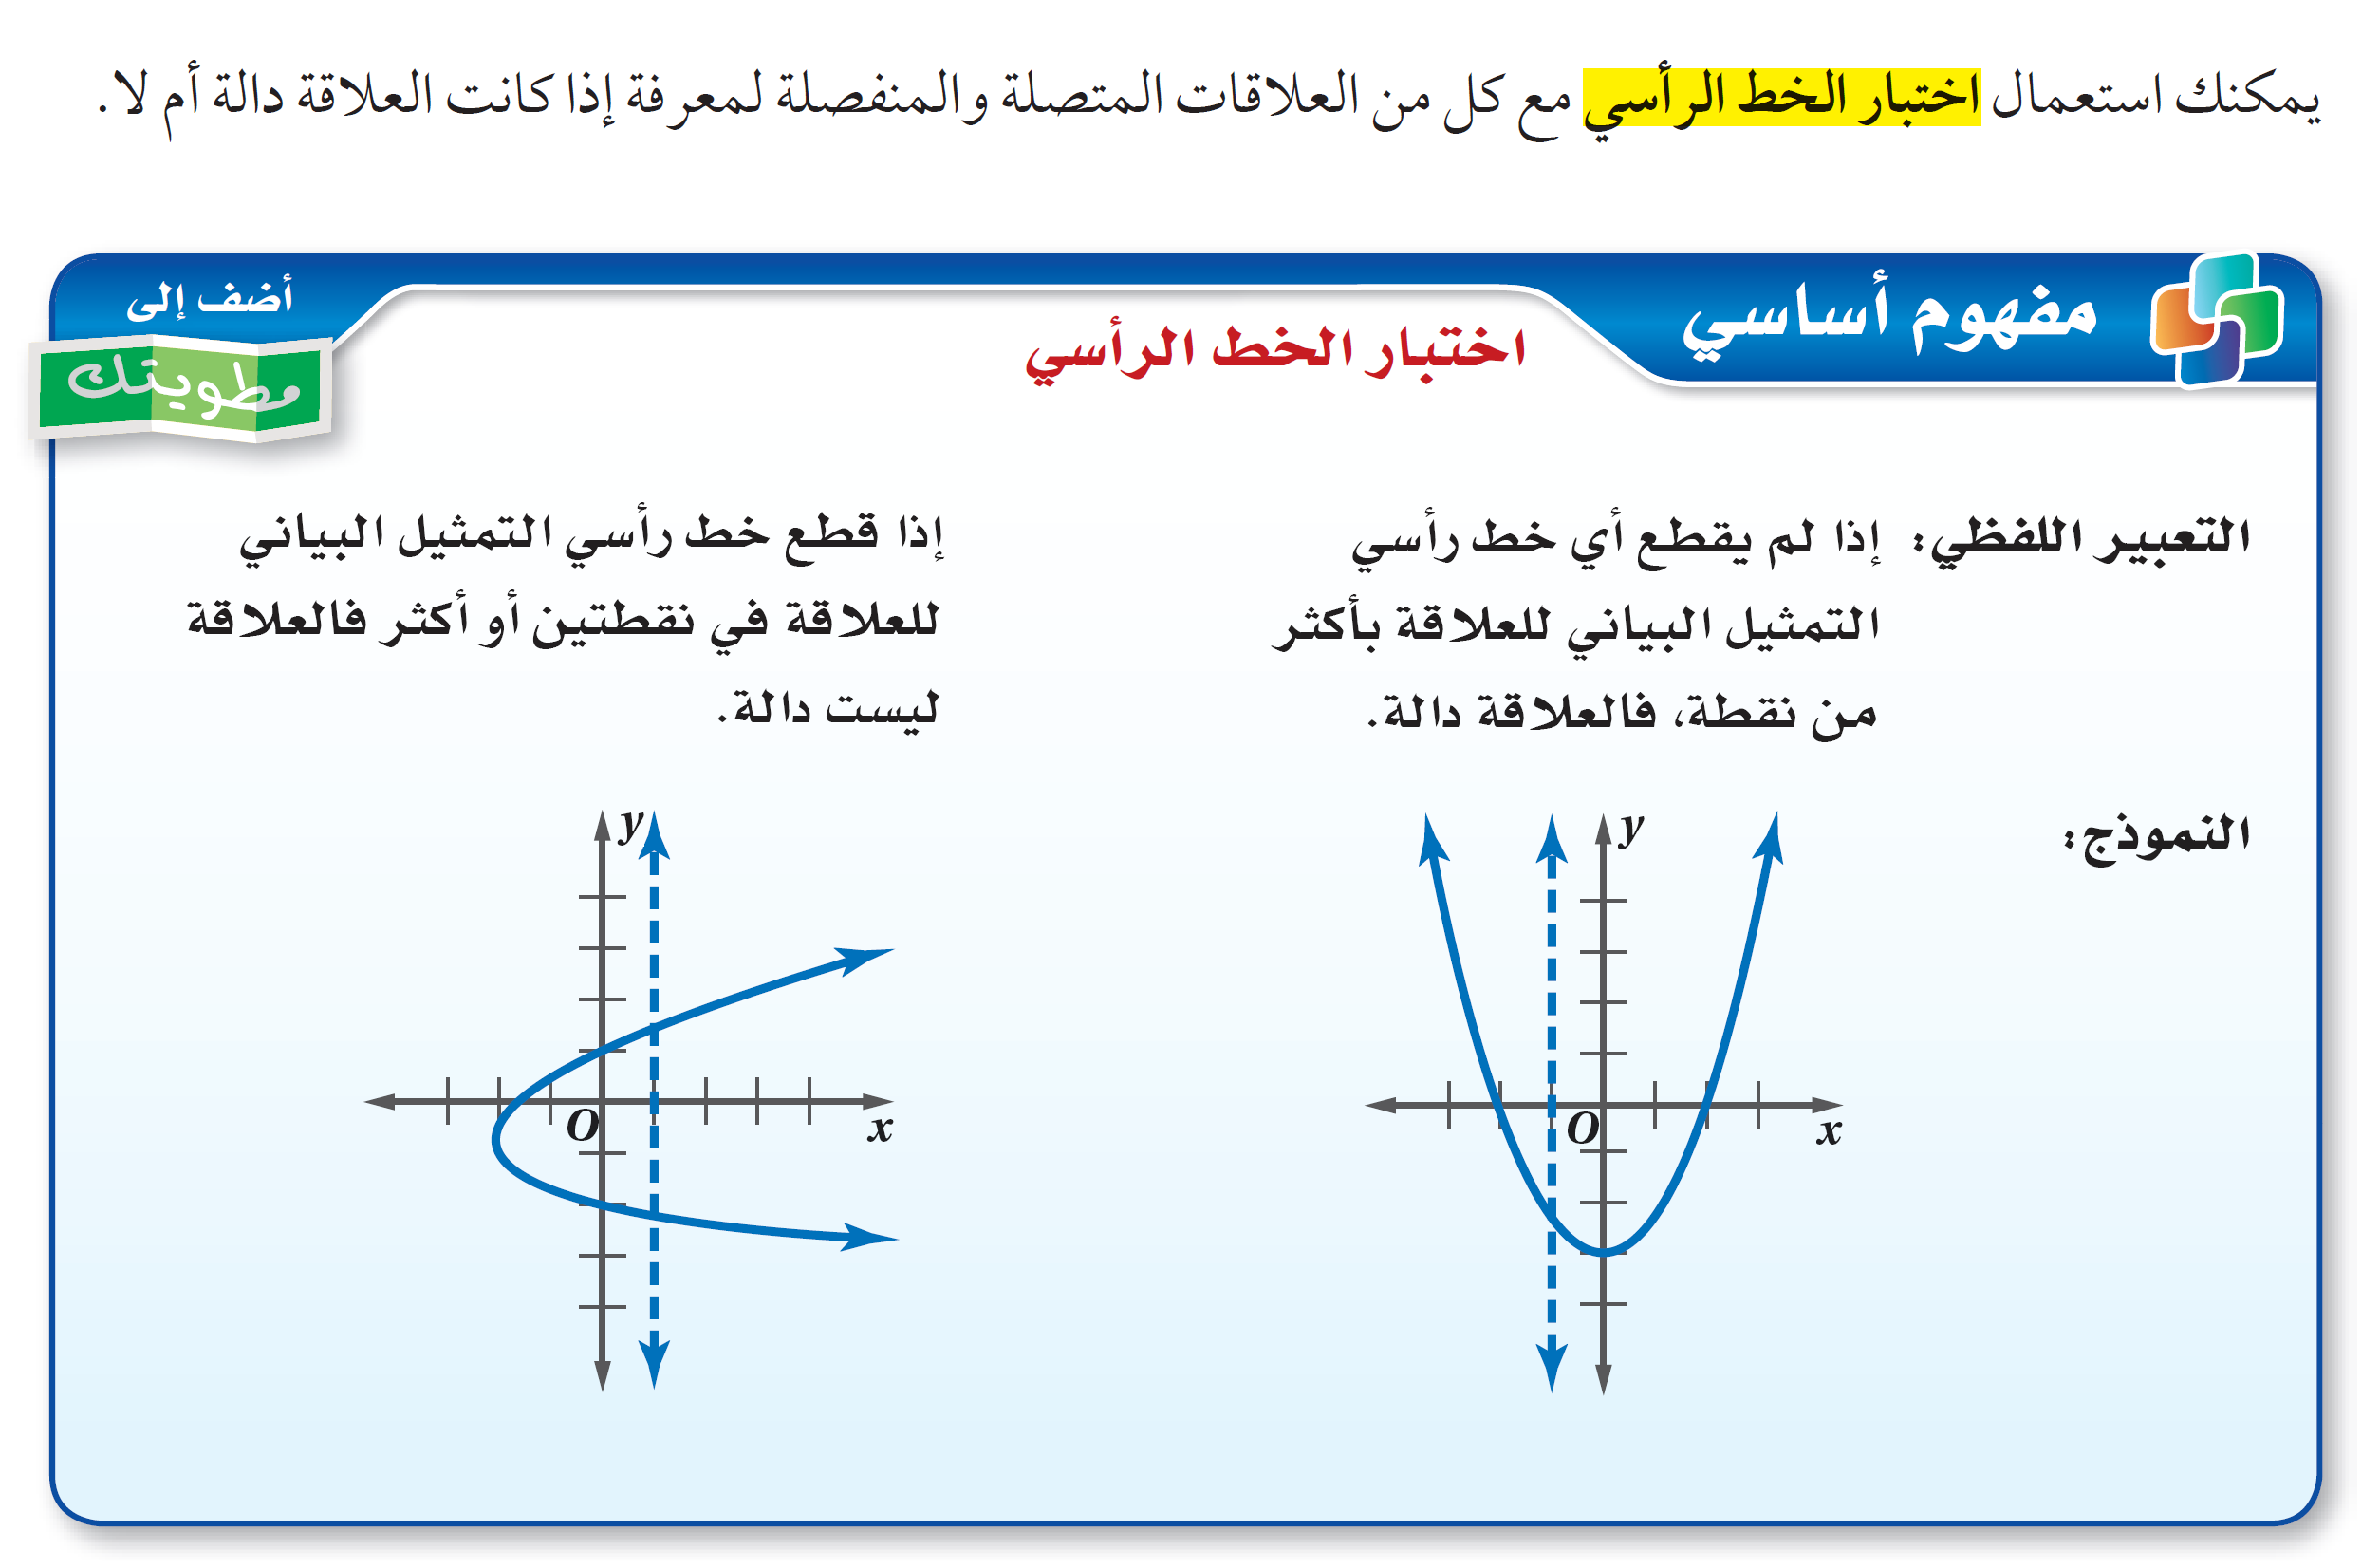 يمكنك استعمال اختبار الخط الرأسي مع كل من العلاقات المتصلة والمنفصلة لمعرفة إذا كانت العلاقة دالة أم لا.
مفهوم أساسي
اختبار الخط الرأسي
أضف إلى
مطويتك
التعبير اللفظي: إذا لم يقطع أي خط رأسي
التمثيل البياني للعلاقة بأكثر
من نقطة، فالعلاقة دالة.
إذا قطع خط رأسي التمثيل البياني
للعلاقة في نقطتين أو أكثر فالعلاقة
ليست دالة.
النموذج:
y
O
x
y
O
x